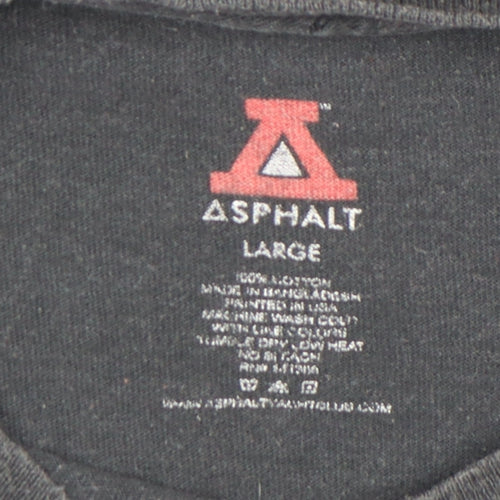 ASPHALT
LARGE
100% COTTON
MADE IN BANGLADESH
PRINTED IN USA
MACHINE WASH COLD
WITH LIKE COLORS
TUMBLE DRY LOW HEAT
NO BLEACH
RN#
WWW.ASPHALTYACHTCLUB.COM